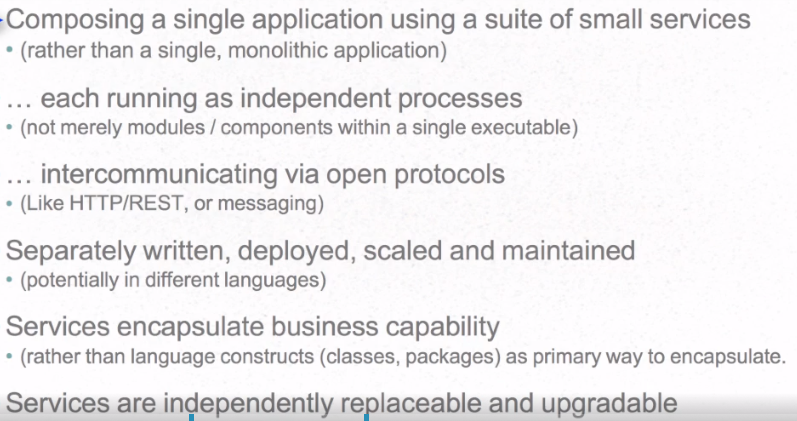 Composing a single application using a suite of small services
• (rather than a single, monolithic application)
… each running as independent processes
• (not merely modules / components within a single executable)
… intercommunicating via open protocols
• (Like HTTP/REST, or messaging)
Separately written, deployed, scaled and maintained
• (potentially in different languages)
Services encapsulate business capability
• (rather than language constructs (classes, packages) as primary way to encapsulate.
Services are independently replaceable and upgradable